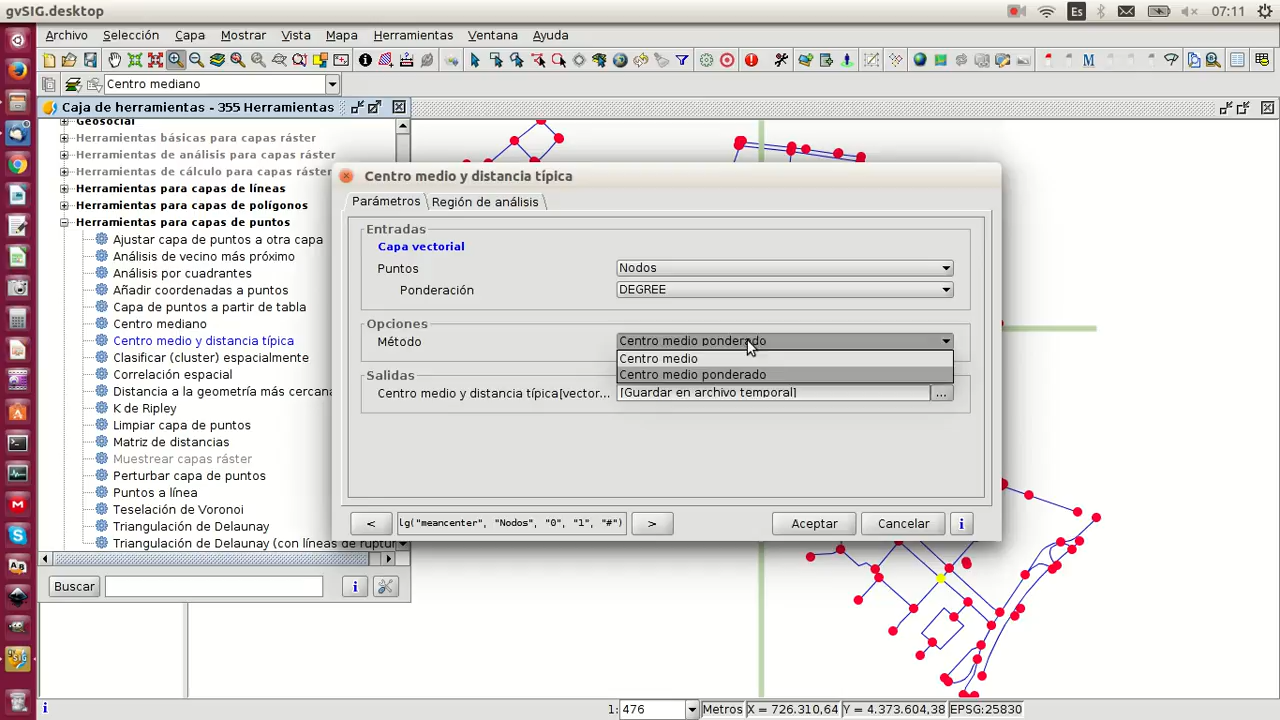 gvSIG.desktop
Es
07:11
Archivo Selección Capa Mostrar Vista Mapa Herramientas Ventana Ayuda
Centro mediano
Caja de herramientas - 355 Herramientas
Geosocial
Herramientas básicas para capas ráster
Herramientas de análisis para capas ráster
Herramientas de cálculo para capas ráster
Herramientas para capas de líneas
Herramientas para capas de polígonos
Herramientas para capas de puntos
Ajustar capa de puntos a otra capa
Análisis de vecino más próximo
Análisis por cuadrantes
Añadir coordenadas a puntos
Capa de puntos a partir de tabla
Centro mediano
Centro medio y distancia típica
Clasificar (cluster) espacialmente
Correlación espacial
Distancia a la geometría más cercana
K de Ripley
Limpiar capa de puntos
Matriz de distancias
Muestrear capas ráster
Perturbar capa de puntos
Puntos a línea
Teselación de Voronoi
Triangulación de Delaunay
Triangulación de Delaunay (con líneas de ruptur
Buscar
Centro medio y distancia típica
Parámetros Región de análisis
Entradas
Capa vectorial
Puntos Nodos
Ponderación DEGREE
Opciones
Método Centro medio ponderado
Centro medio
Centro medio ponderado
Salidas
Centro medio y distancia típica[vector... [Guardar en archivo temporal] ...
< lg("meancenter", "Nodos", "0", "1", "#") > Aceptar Cancelar
1: 476 Metros X = 726.310,64 Y = 4.373.604,38 EPSG:25830